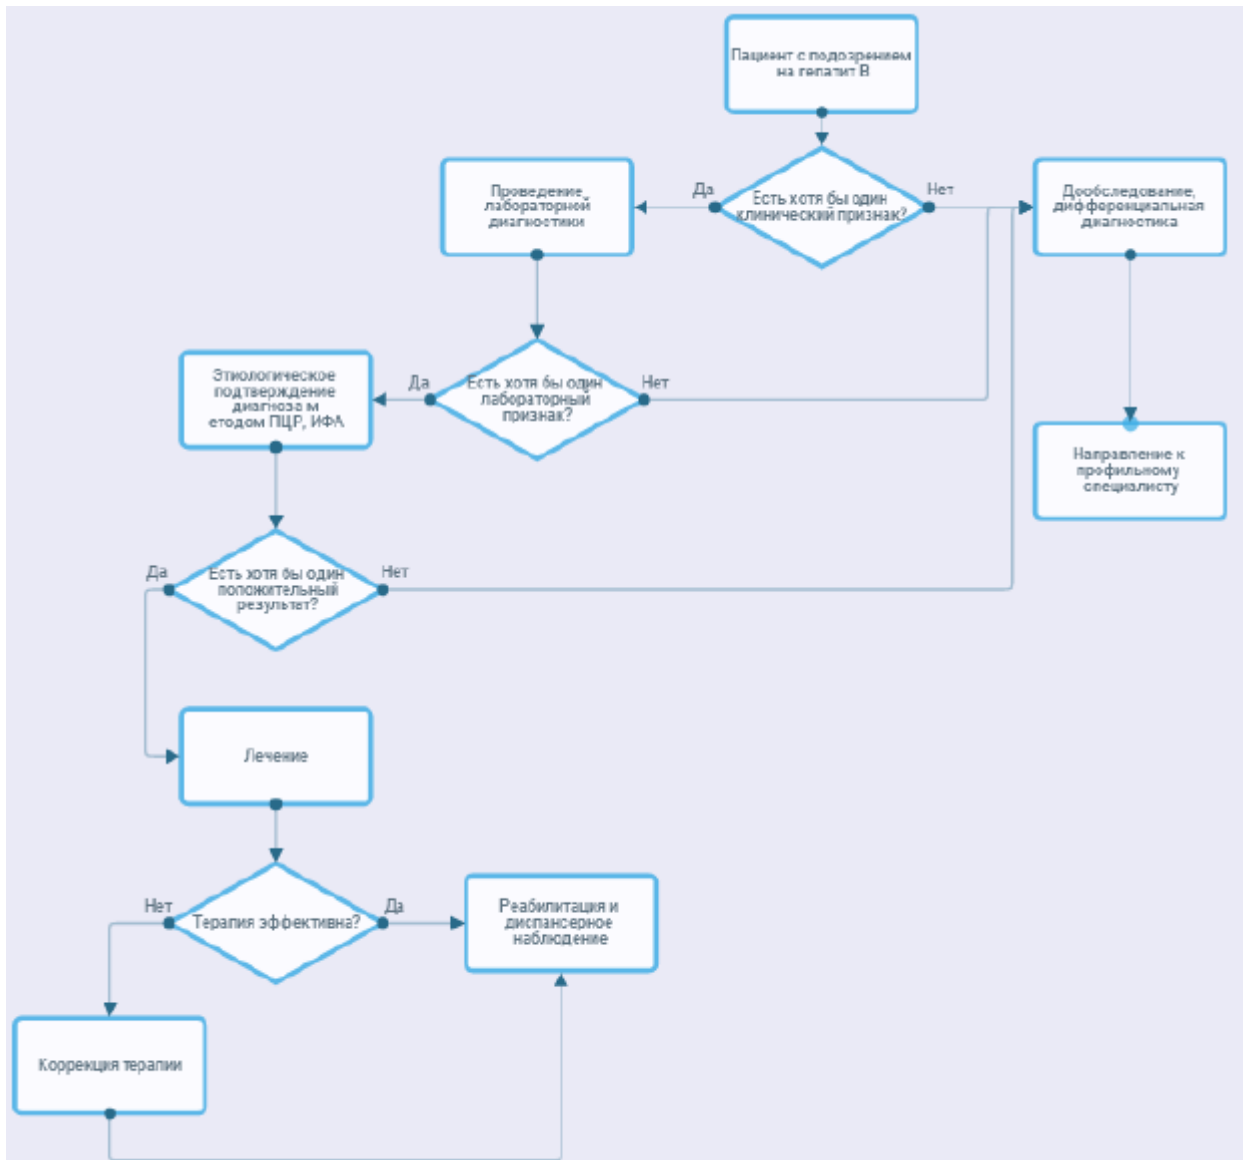 Пациент с подозрением
на гепатит В
Да
Есть хотя бы один
клинический признак?
Нет
Проведение
лабораторной
диагностики
Дообследование,
дифференциальная
диагностика
Этиологическое
подтверждение
диагноза м
етодом ПЦР, ИФА
Да
Есть хотя бы один
лабораторный
признак?
Нет
Направление к
профильному
специалисту
Да
Есть хотя бы один
положительный
результат?
Нет
Лечение
Нет
Терапия эффективна?
Да
Реабилитация и
диспансерное
наблюдение
Коррекция терапии